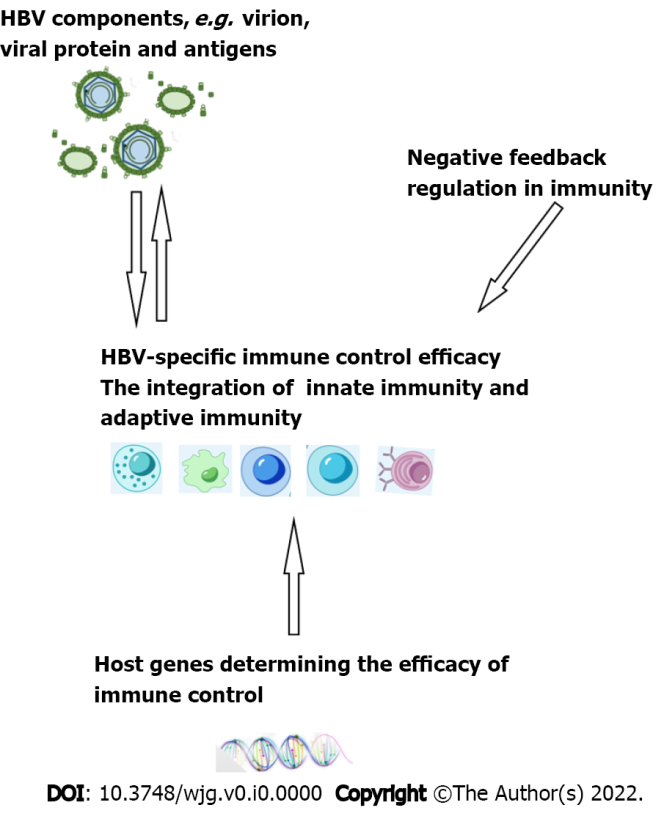 HBV components, e.g. virion,
viral protein and antigens
Negative feedback
regulation in immunity
HBV-specific immune control efficacy
The integration of innate immunity and
adaptive immunity
Host genes determining the efficacy of
immune control
DOI: 10.3748/wjg.v0.i0.0000 Copyright ©The Author(s) 2022.